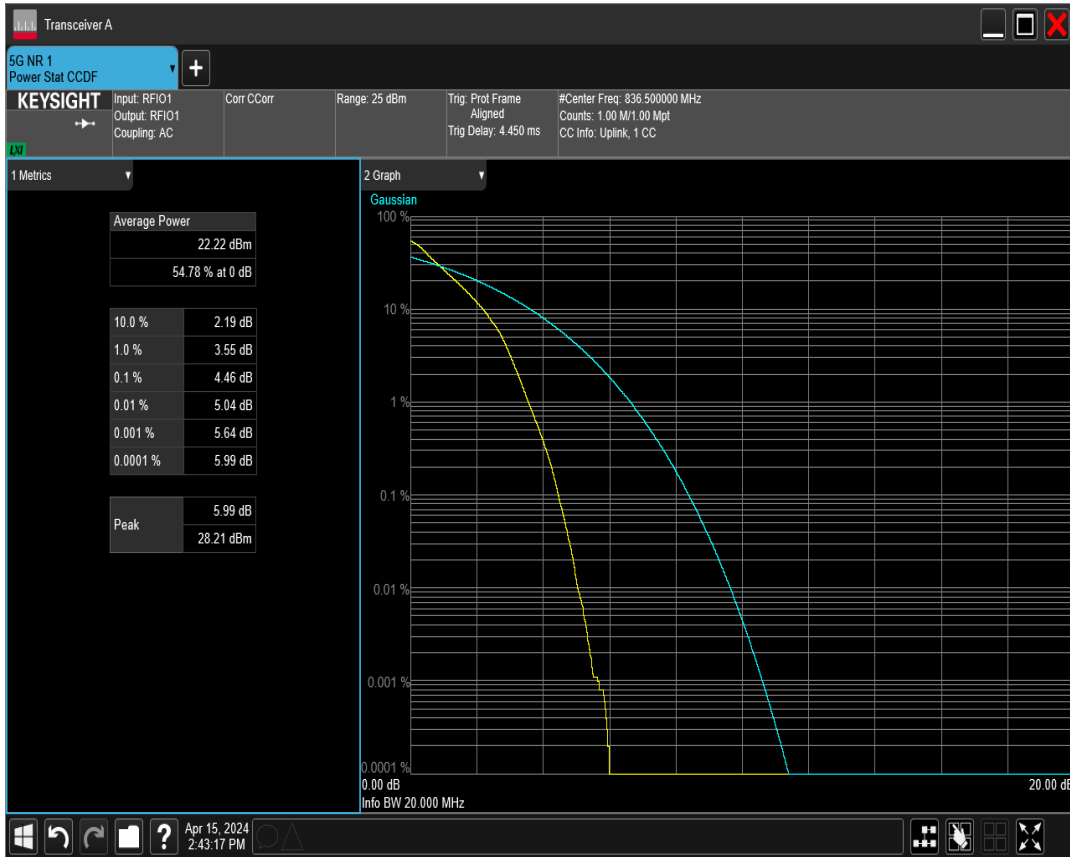 Transceiver A
5G NR 1
Power Stat CCDF
+
KEYSIGHT
LXI
Input: RFIO1
Output: RFIO1
Coupling: AC
Corr CCorr
Range: 25 dBm
Trig: Prot Frame
Aligned
Trig Delay: 4.450 ms
#Center Freq: 836.500000 MHz
Counts: 1.00 M/1.00 Mpt
CC Info: Uplink, 1 CC
1 Metrics
Average Power
22.22 dBm
54.78 % at 0 dB
10.0 % 2.19 dB
1.0 % 3.55 dB
0.1 % 4.46 dB
0.01 % 5.04 dB
0.001 % 5.64 dB
0.0001 % 5.99 dB
Peak
5.99 dB
28.21 dBm
2 Graph
Gaussian
100 %
10 %
1 %
0.1 %
0.01 %
0.001 %
0.0001 %
0.00 dB 20.00 dB
Info BW 20.000 MHz
?
Apr 15, 2024
2:43:17 PM